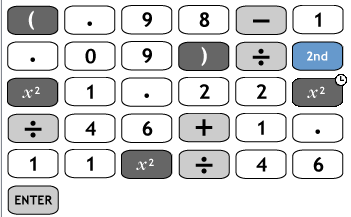 ( . 9 8 − 1
. 0 9 ) ÷ 2nd
x² 1 . 2 2 x²
÷ 4 6 + 1 .
1 1 x² ÷ 4 6
ENTER